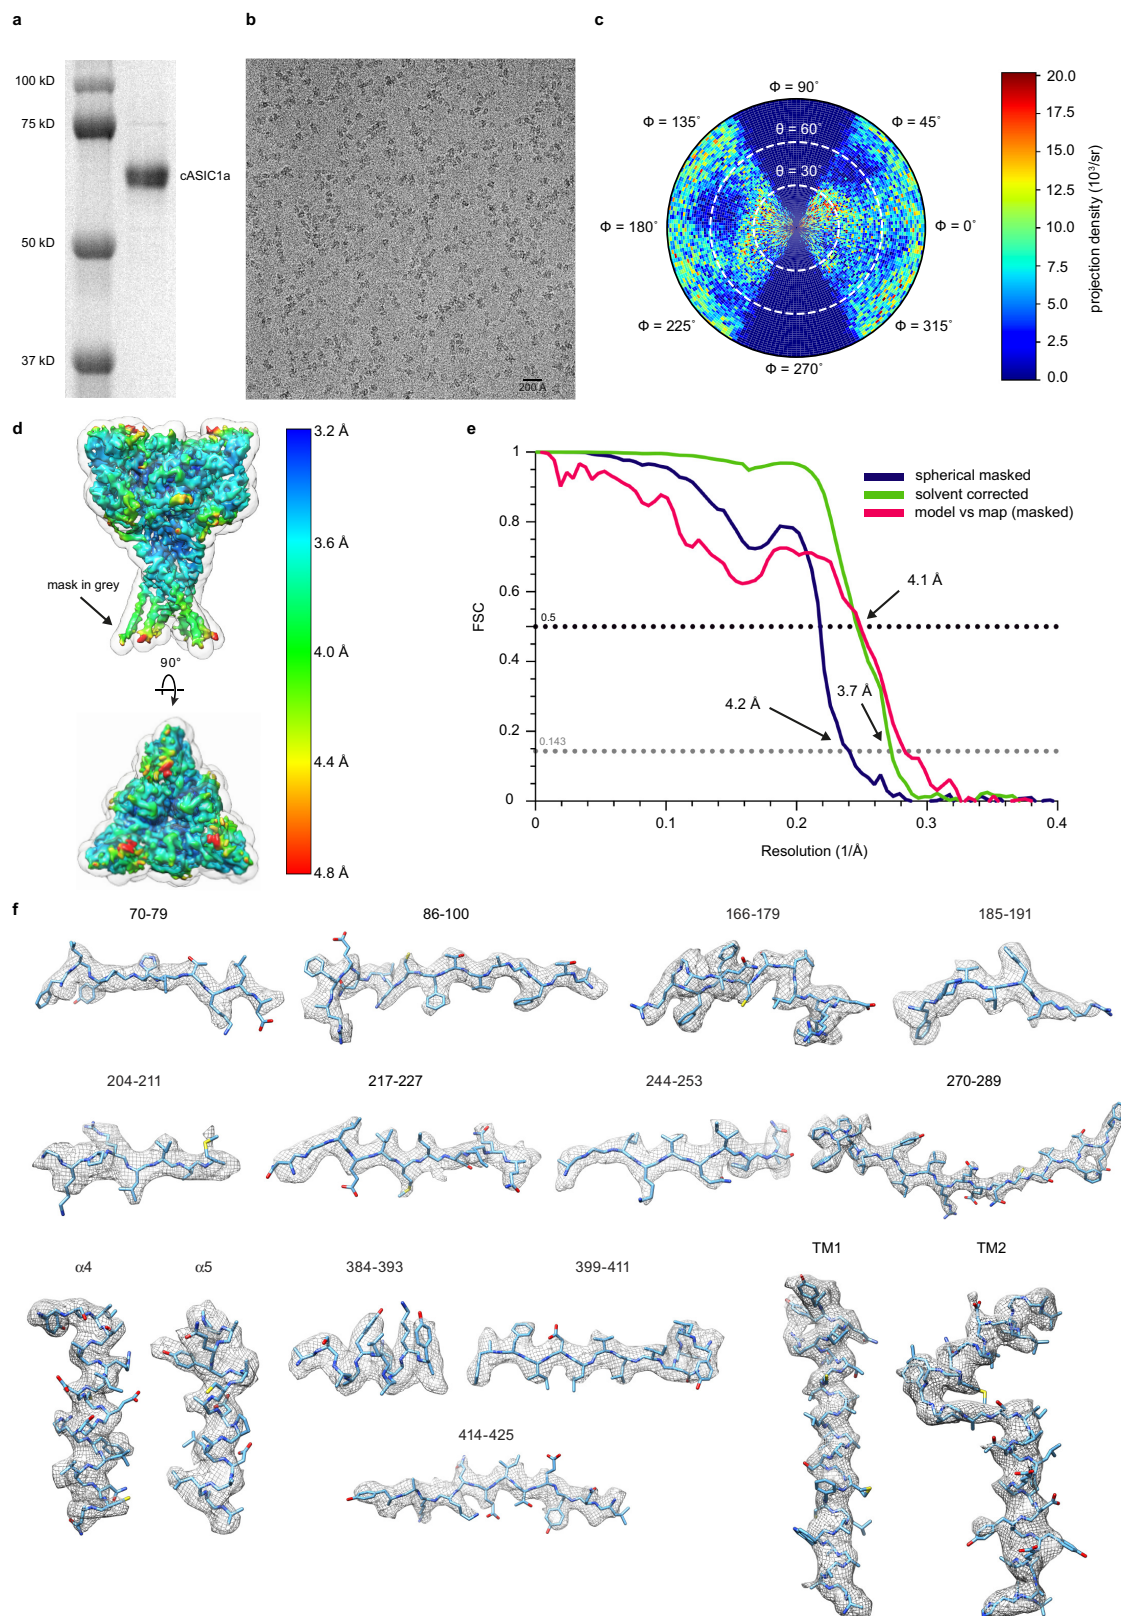 a
100 kD
75 kD
50 kD
37 kD
cASIC1a
b
200 Å
c
Φ = 90°
Φ = 135°
Φ = 45°
θ = 60°
θ = 30°
Φ = 180°
Φ = 0°
Φ = 225°
Φ = 315°
Φ = 270°
20.0
17.5
15.0
12.5
10.0
7.5
5.0
2.5
0.0
projection density (10³/sr)
d
mask in grey
90°
3.2 Å
3.6 Å
4.0 Å
4.4 Å
4.8 Å
e
1
0.8
0.6
0.4
0.2
0
FSC
spherical masked
solvent corrected
model vs map (masked)
4.1 Å
0.5
3.7 Å
4.2 Å
0.143
0
0.1
0.2
0.3
0.4
Resolution (1/Å)
f
70-79
86-100
166-179
185-191
204-211
217-227
244-253
270-289
α4
α5
384-393
399-411
TM1
TM2
414-425